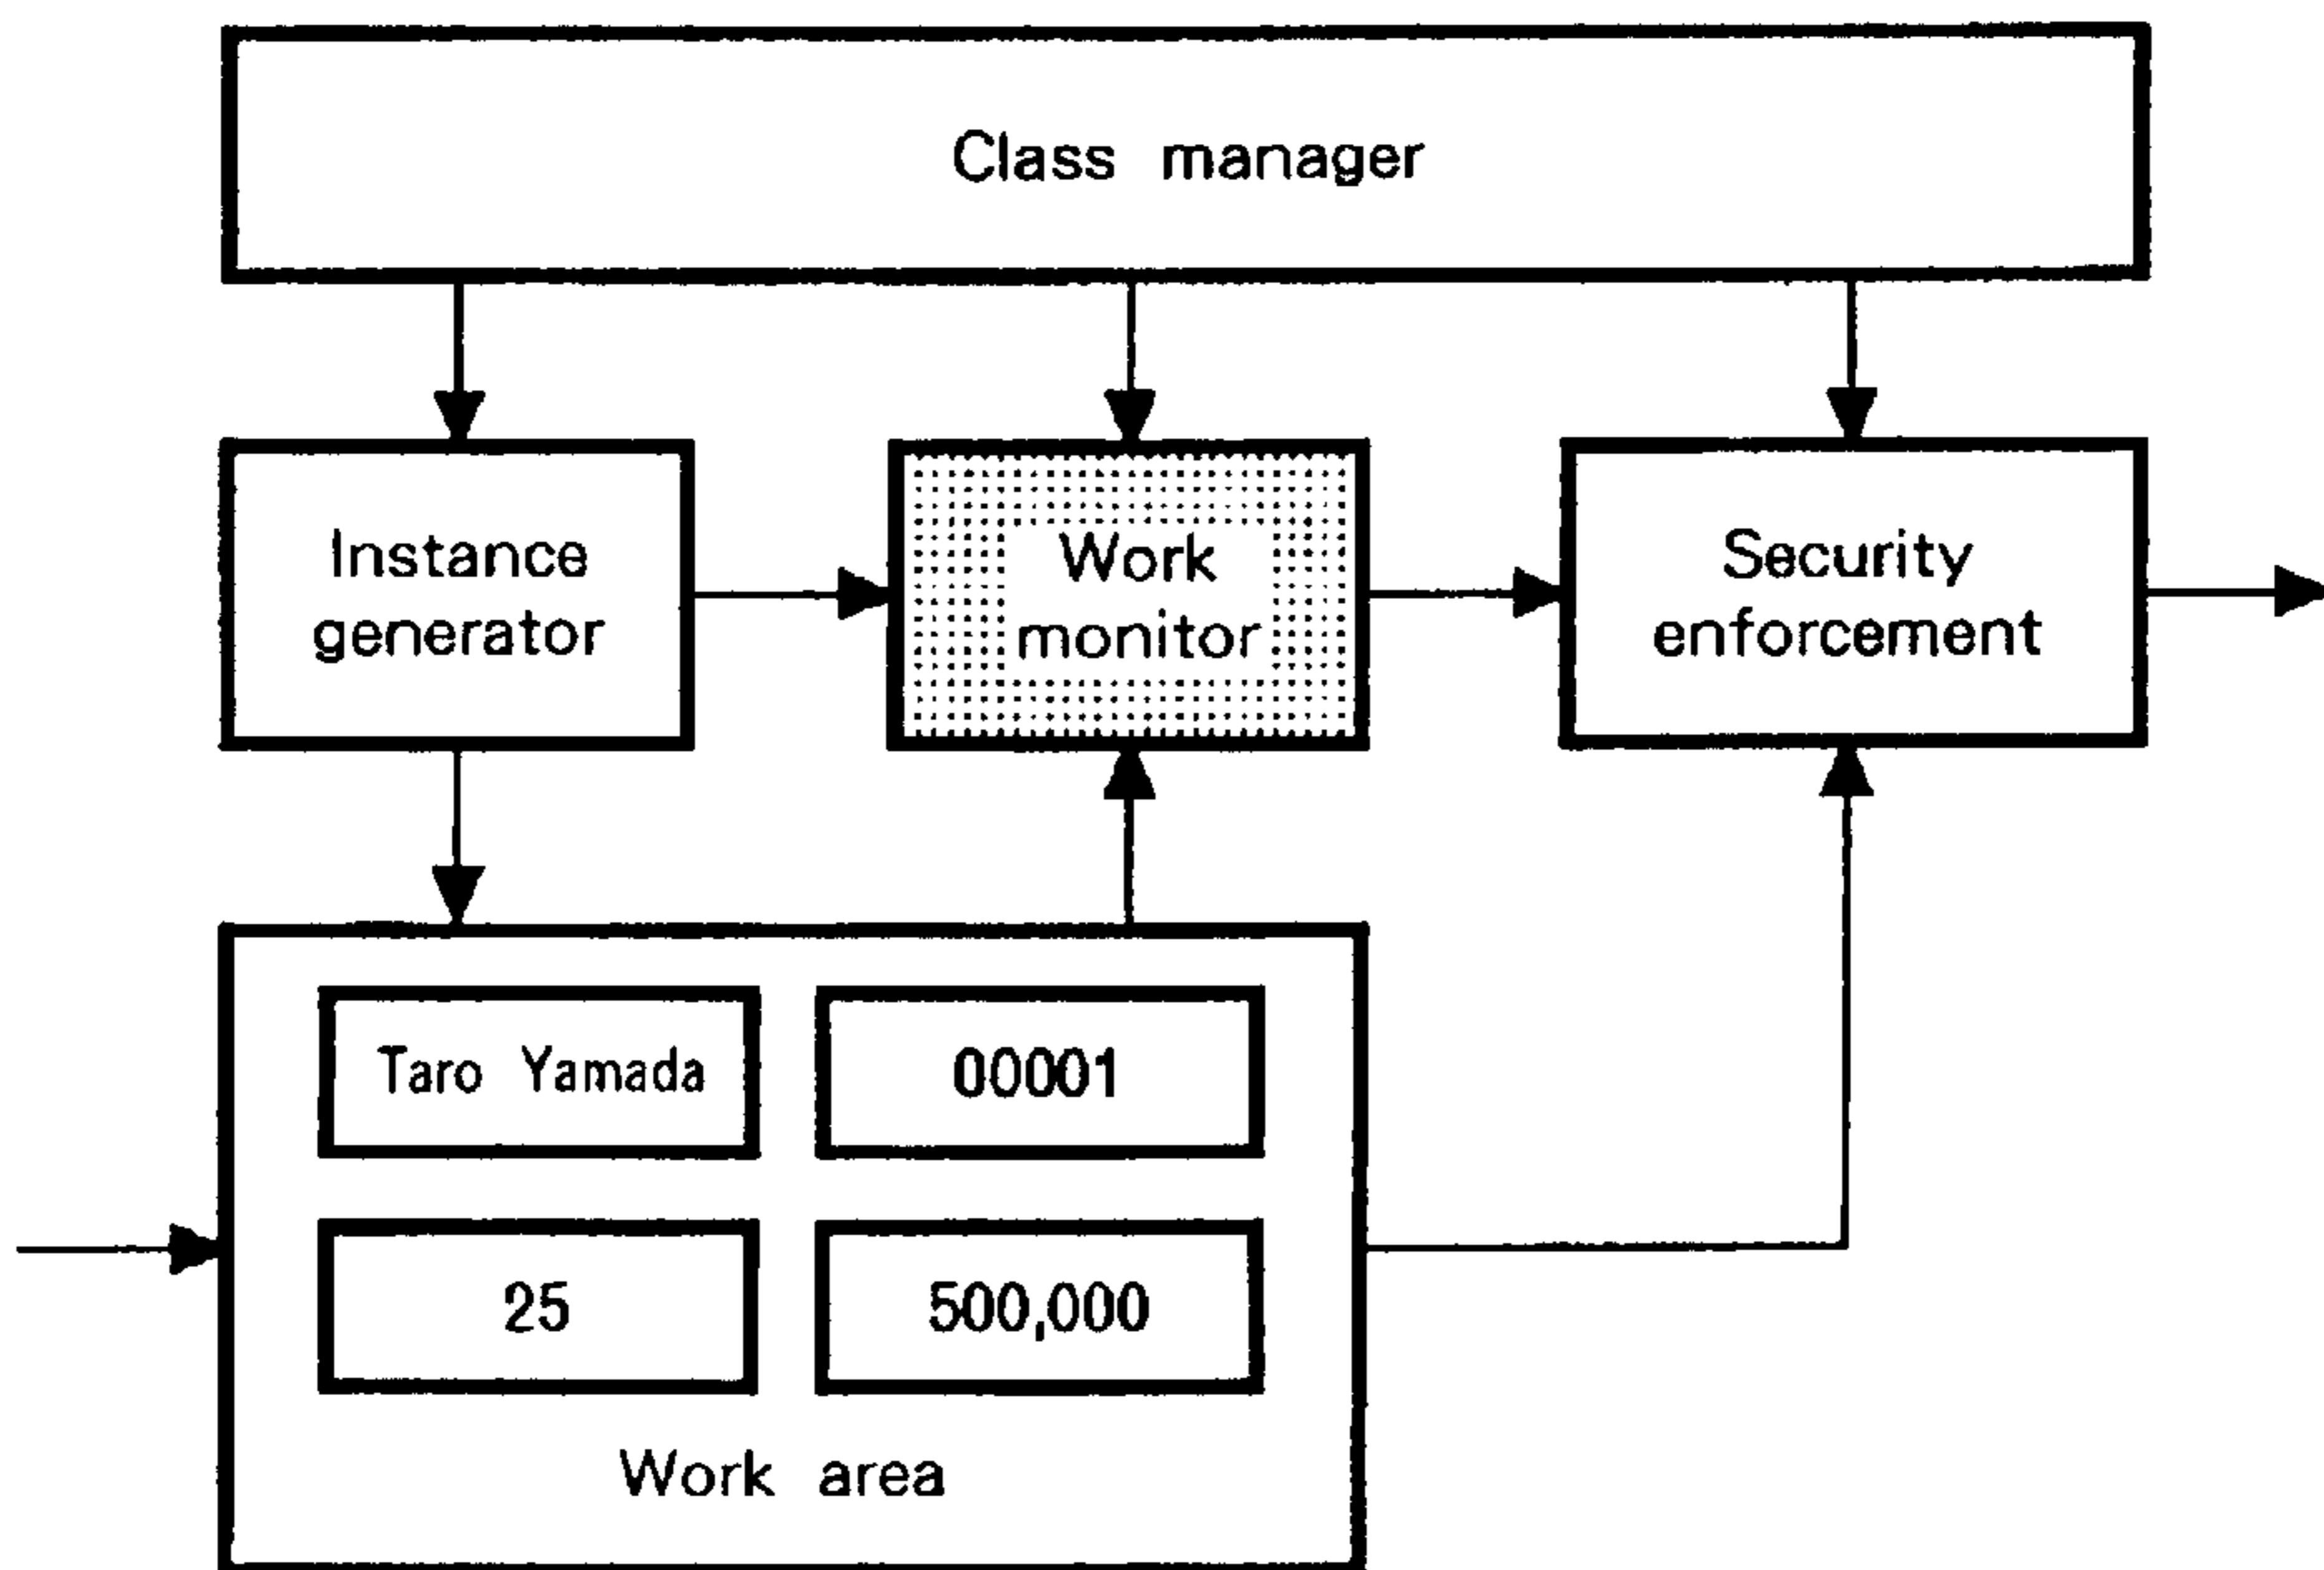 Class manager
Instance
generator
Work
monitor
Security
enforcement
Taro Yamada
00001
25
500,000
Work area